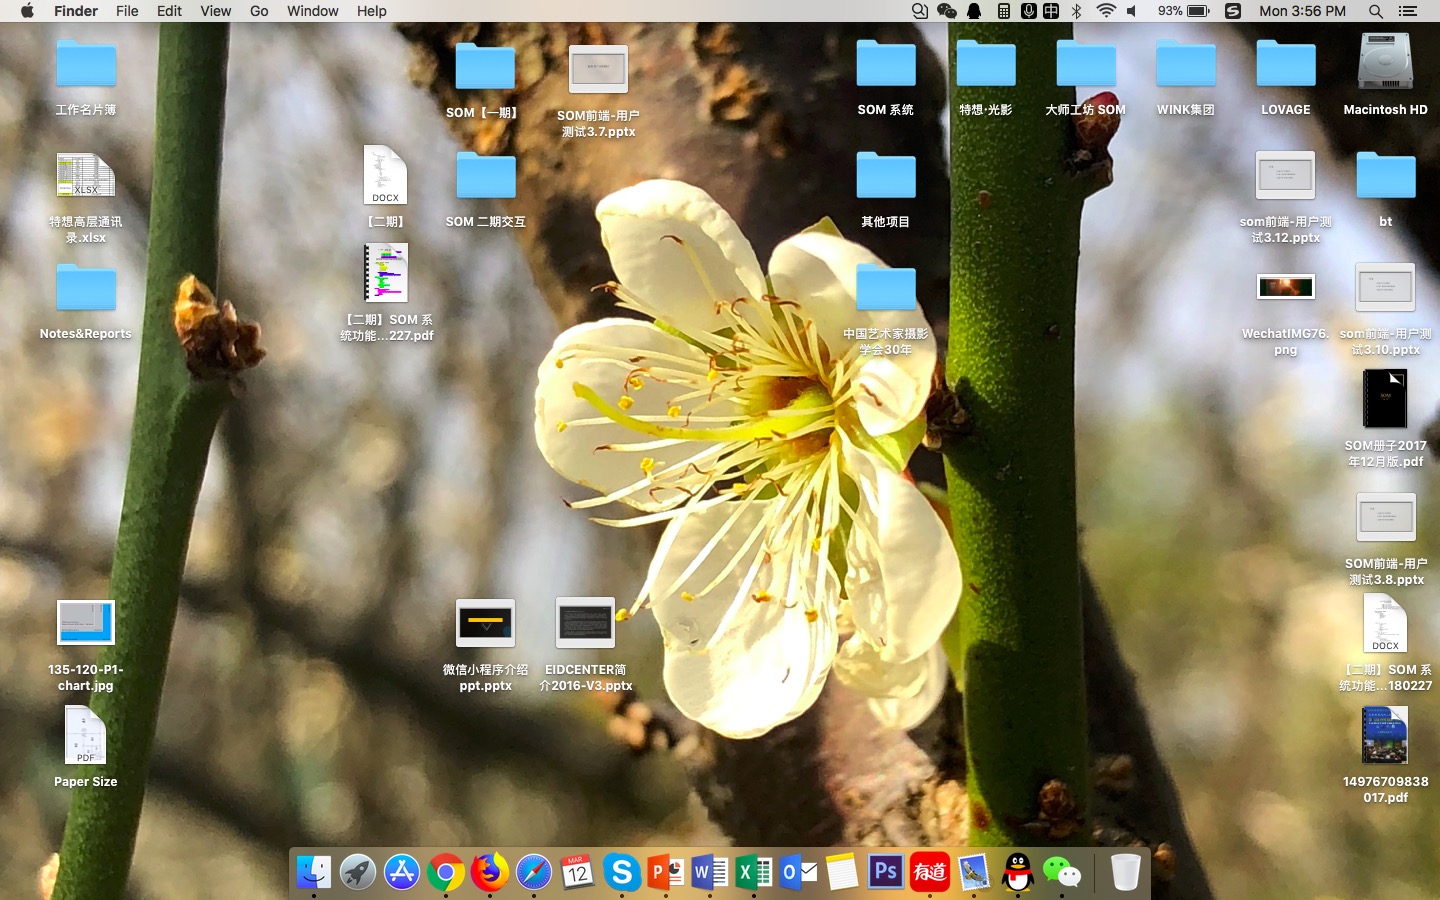 Finder File Edit View Go Window Help
93% Mon 3:56 PM
工作名片簿
SOM【一期】
SOM前端-用户
测试3.7.pptx
SOM 系统
特想·光影
大师工坊 SOM
WINK集团
LOVAGE
Macintosh HD
XLSX
特想高层通讯
录.xlsx
DOCX
【二期】
SOM 二期交互
其他项目
som前端-用户测
试3.12.pptx
bt
Notes&Reports
【二期】SOM 系
统功能...227.pdf
中国艺术家摄影
学会30年
WechatIMG76.
png
som前端-用户测
试3.10.pptx
SOM
SOM册子2017
年12月版.pdf
SOM前端-用户
测试3.8.pptx
135-120-P1-
chart.jpg
微信小程序介绍
ppt.pptx
EIDCENTER简
介2016-V3.pptx
DOCX
【二期】SOM 系
统功能...180227
PDF
Paper Size
14976709838
017.pdf
MAR
12
Ps
有道